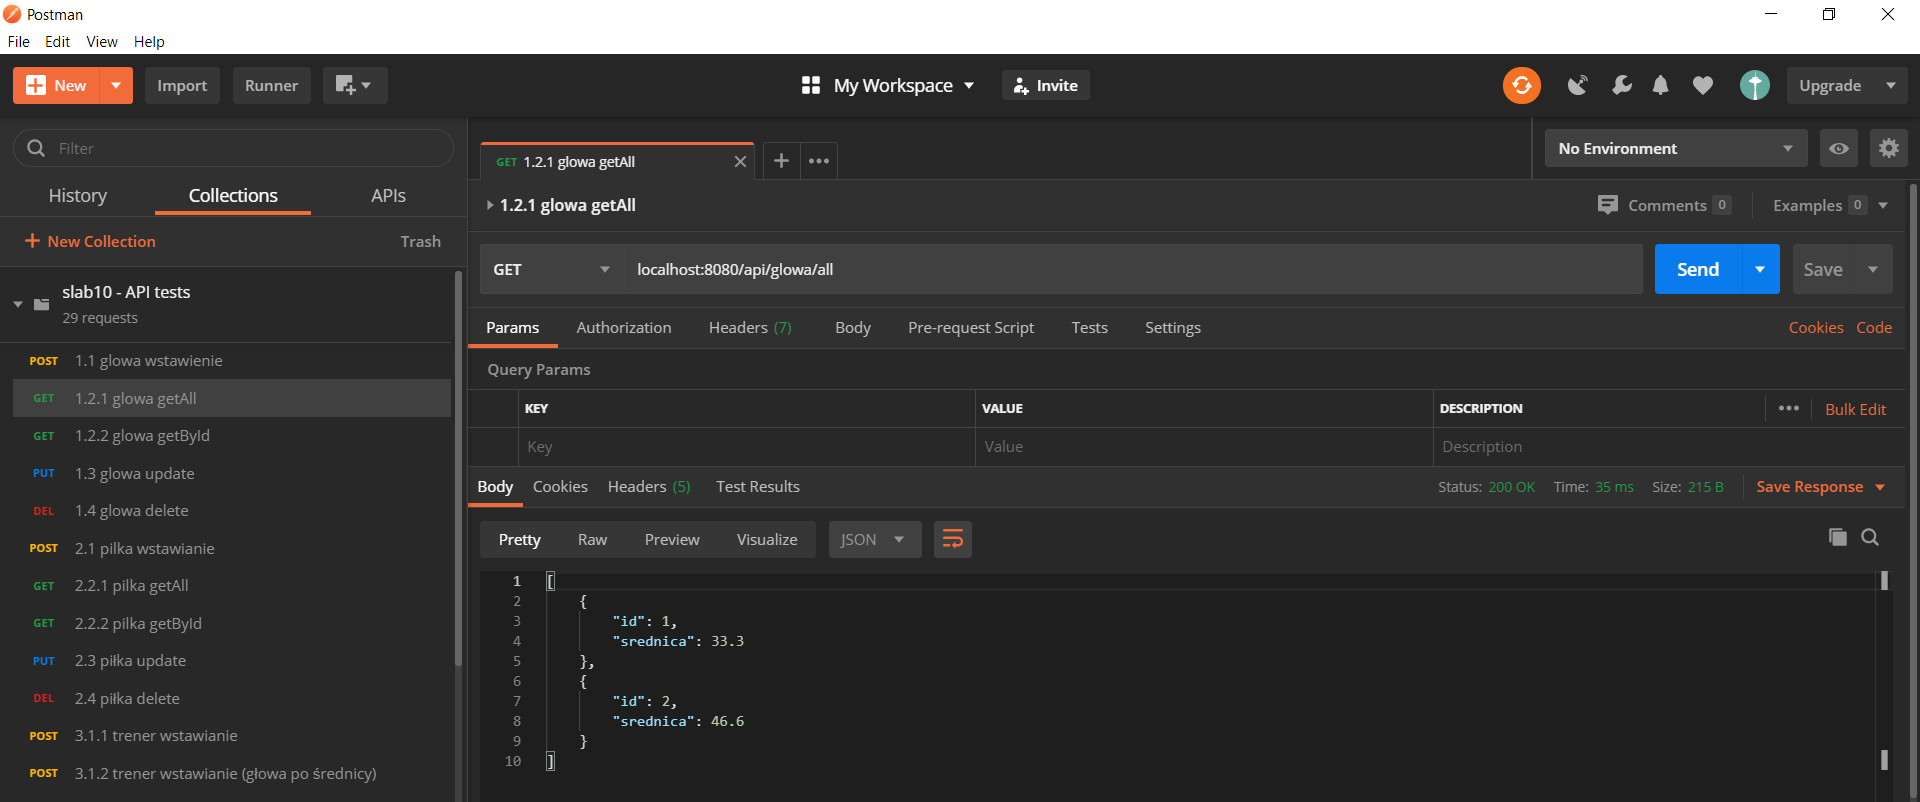 Postman
File Edit View Help
New Import Runner My Workspace Invite Upgrade
Filter
History Collections APIs
New Collection Trash
slab10 - API tests
29 requests
POST 1.1 glowa wstawienie
GET 1.2.1 glowa getAll
GET 1.2.2 glowa getById
PUT 1.3 glowa update
DEL 1.4 glowa delete
POST 2.1 pilka wstawianie
GET 2.2.1 pilka getAll
GET 2.2.2 pilka getById
PUT 2.3 piłka update
DEL 2.4 piłka delete
POST 3.1.1 trener wstawianie
POST 3.1.2 trener wstawianie (głowa po średnicy)
GET 1.2.1 glowa getAll
No Environment
1.2.1 glowa getAll
Comments 0 Examples 0
GET localhost:8080/api/glowa/all Send Save
Params Authorization Headers (7) Body Pre-request Script Tests Settings Cookies Code
Query Params
KEY VALUE DESCRIPTION Bulk Edit
Key Value Description
Body Cookies Headers (5) Test Results Status: 200 OK Time: 35 ms Size: 215 B Save Response
Pretty Raw Preview Visualize JSON
1 [
2 {
3 "id": 1,
4 "srednica": 33.3
5 },
6 {
7 "id": 2,
8 "srednica": 46.6
9 }
10 ]